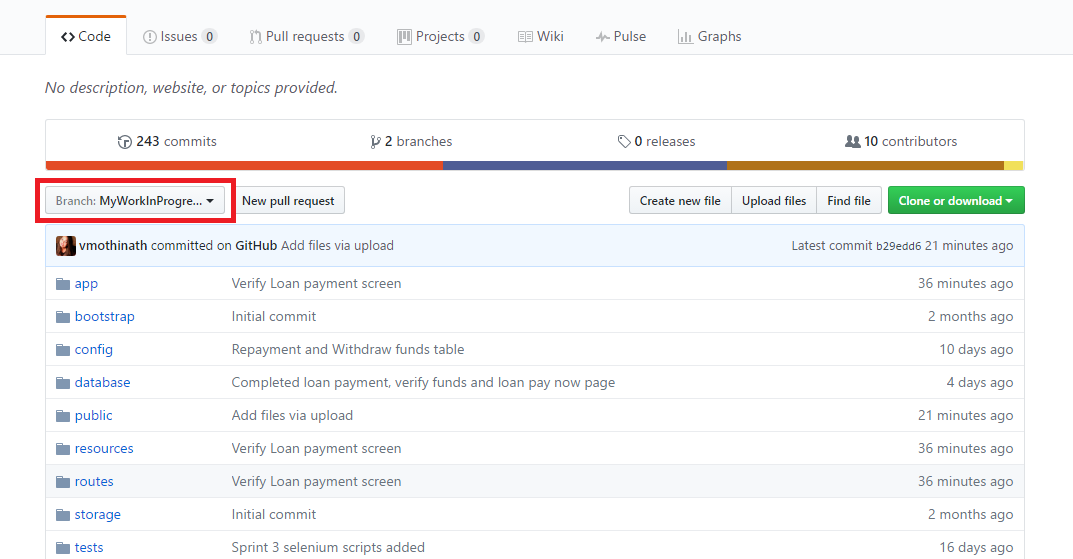 Code Issues 0 Pull requests 0 Projects 0 Wiki Pulse Graphs
No description, website, or topics provided.
243 commits 2 branches 0 releases 10 contributors
Branch: MyWorkInProgre... New pull request Create new file Upload files Find file Clone or download
vmothinath committed on GitHub Add files via upload Latest commit b29edd6 21 minutes ago
app Verify Loan payment screen 36 minutes ago
bootstrap Initial commit 2 months ago
config Repayment and Withdraw funds table 10 days ago
database Completed loan payment, verify funds and loan pay now page 4 days ago
public Add files via upload 21 minutes ago
resources Verify Loan payment screen 36 minutes ago
routes Verify Loan payment screen 36 minutes ago
storage Initial commit 2 months ago
tests Sprint 3 selenium scripts added 16 days ago